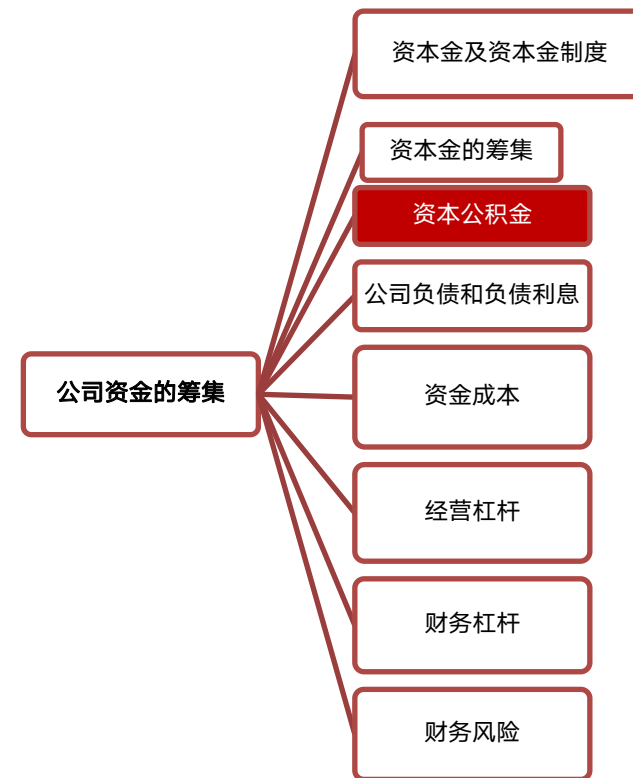 资本金及资本金制度
资本金的筹集
资本公积金
公司负债和负债利息
公司资金的筹集
资金成本
经营杠杆
财务杠杆
财务风险